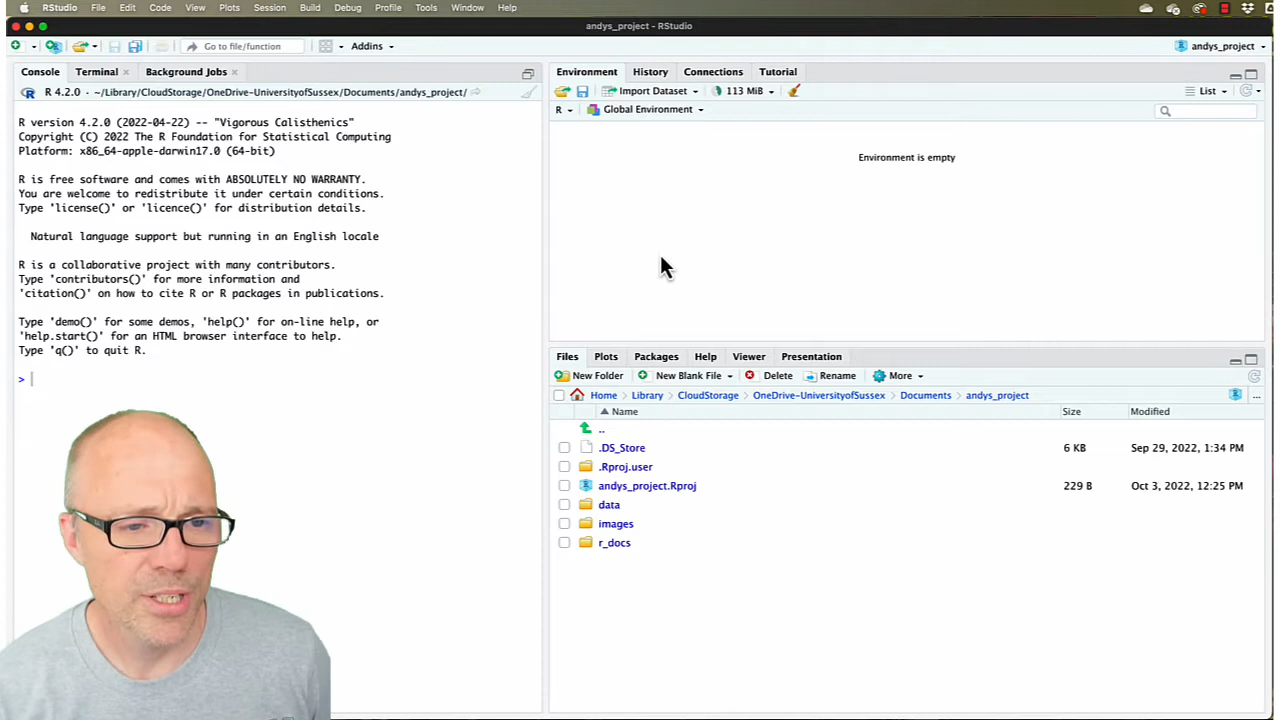 RStudio File Edit Code View Plots Session Build Debug Profile Tools Window Help
andys_project - RStudio
Go to file/function Addins andys_project
Console Terminal × Background Jobs ×
R 4.2.0 · ~/Library/CloudStorage/OneDrive-UniversityofSussex/Documents/andys_project/
R version 4.2.0 (2022-04-22) -- "Vigorous Calisthenics"
Copyright (C) 2022 The R Foundation for Statistical Computing
Platform: x86_64-apple-darwin17.0 (64-bit)
R is free software and comes with ABSOLUTELY NO WARRANTY.
You are welcome to redistribute it under certain conditions.
Type 'license()' or 'licence()' for distribution details.
Natural language support but running in an English locale
R is a collaborative project with many contributors.
Type 'contributors()' for more information and
'citation()' on how to cite R or R packages in publications.
Type 'demo()' for some demos, 'help()' for on-line help, or
'help.start()' for an HTML browser interface to help.
Type 'q()' to quit R.
>
Environment History Connections Tutorial
Import Dataset 113 MiB List
R Global Environment
Environment is empty
Files Plots Packages Help Viewer Presentation
New Folder New Blank File Delete Rename More
Home Library CloudStorage OneDrive-UniversityofSussex Documents andys_project ...
Name Size Modified
..
.DS_Store 6 KB Sep 29, 2022, 1:34 PM
.Rproj.user
andys_project.Rproj 229 B Oct 3, 2022, 12:25 PM
data
images
r_docs